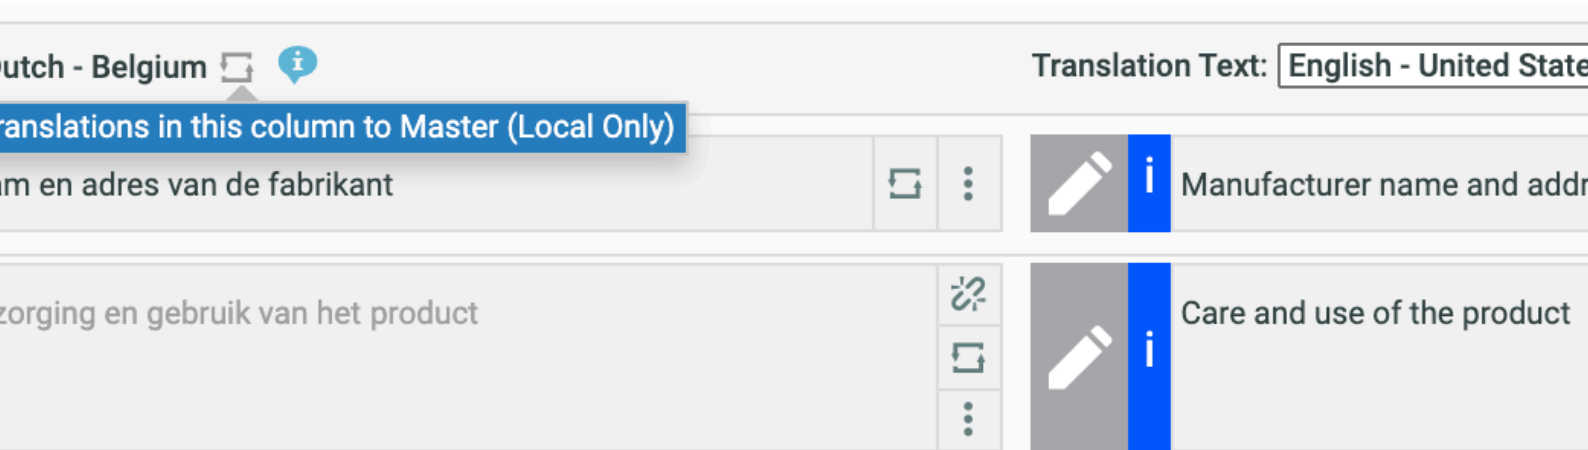 Dutch - Belgium
Translation Text: English - United State
ranslations in this column to Master (Local Only)
am en adres van de fabrikant
i Manufacturer name and addr
zorging en gebruik van het product
i Care and use of the product